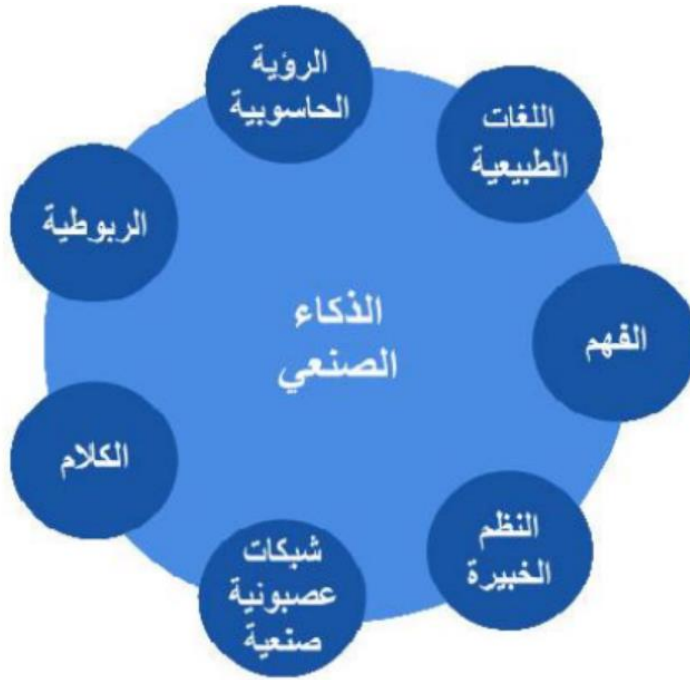 الرؤية
الحاسوبية
اللغات
الطبيعية
الربوطية
الذكاء
الصنعي
الفهم
الكلام
النظم
الخبيرة
شبكات
عصبونية
صنعية